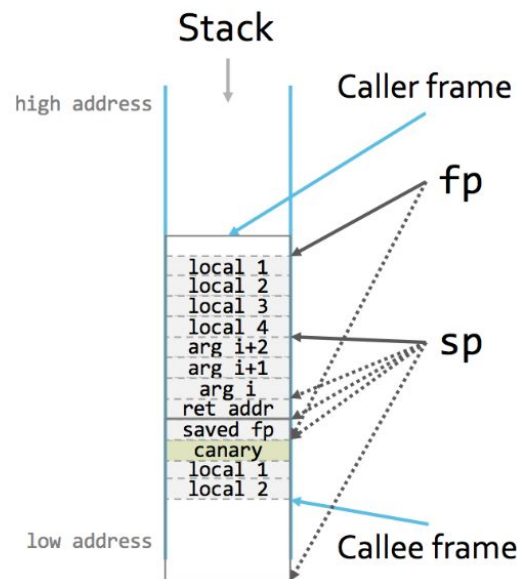 Stack
high address
Caller frame
fp
local 1
local 2
local 3
local 4
sp
arg i+2
arg i+1
arg i
ret addr
saved fp
canary
local 1
local 2
low address
Callee frame